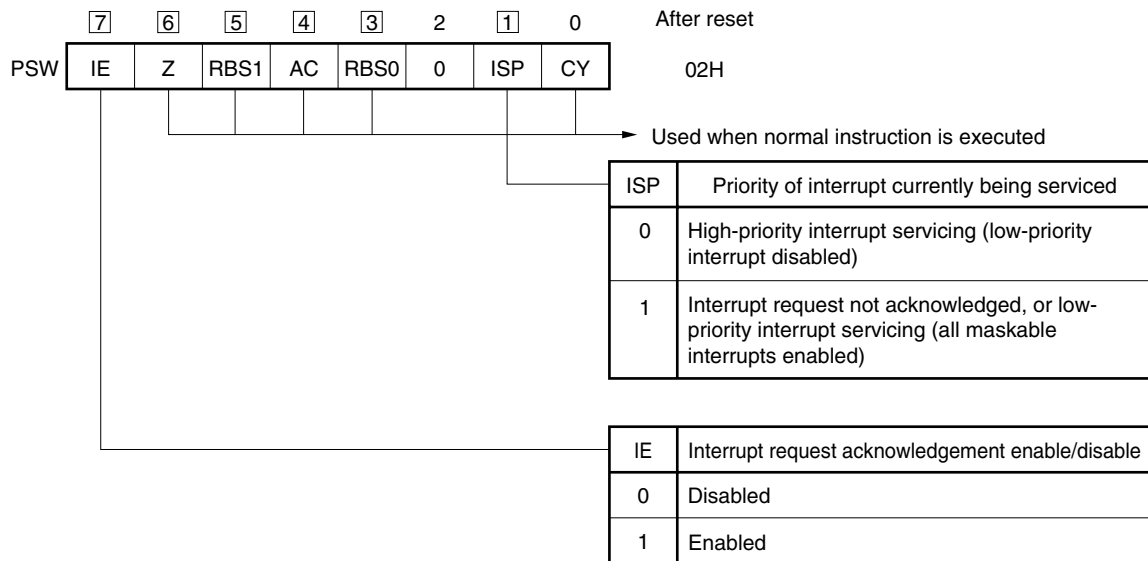 7 6 5 4 3 2 1 0 After reset
PSW IE Z RBS1 AC RBS0 0 ISP CY 02H
Used when normal instruction is executed
ISP Priority of interrupt currently being serviced
0 High-priority interrupt servicing (low-priority
interrupt disabled)
1 Interrupt request not acknowledged, or low-
priority interrupt servicing (all maskable
interrupts enabled)
IE Interrupt request acknowledgement enable/disable
0 Disabled
1 Enabled